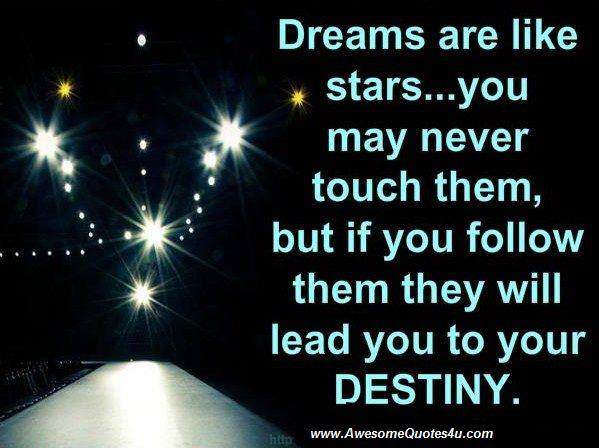 Dreams are like
stars...you
may never
touch them,
but if you follow
them they will
lead you to your
DESTINY.
http
www.AwesomeQuotes4u.com